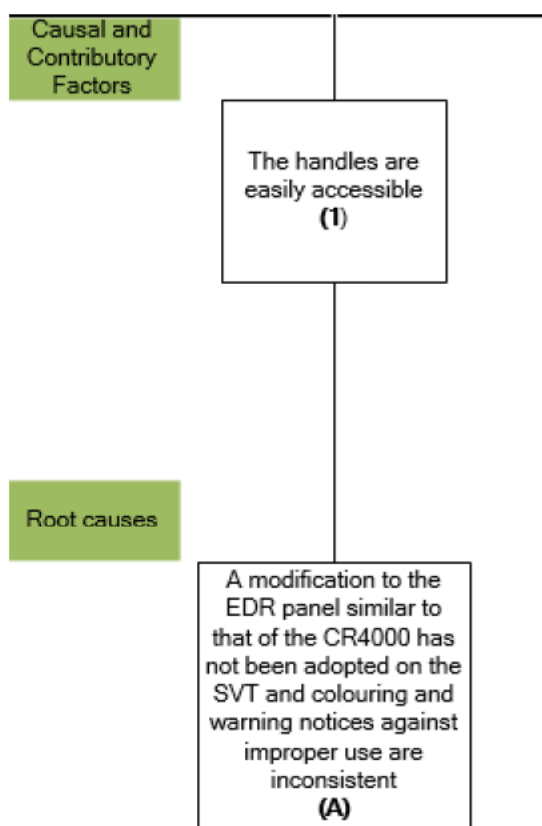 Causal and
Contributory
Factors
The handles are
easily accessible
(1)
Root causes
A modification to the
EDR panel similar to
that of the CR4000 has
not been adopted on the
SVT and colouring and
warning notices against
improper use are
inconsistent
(A)